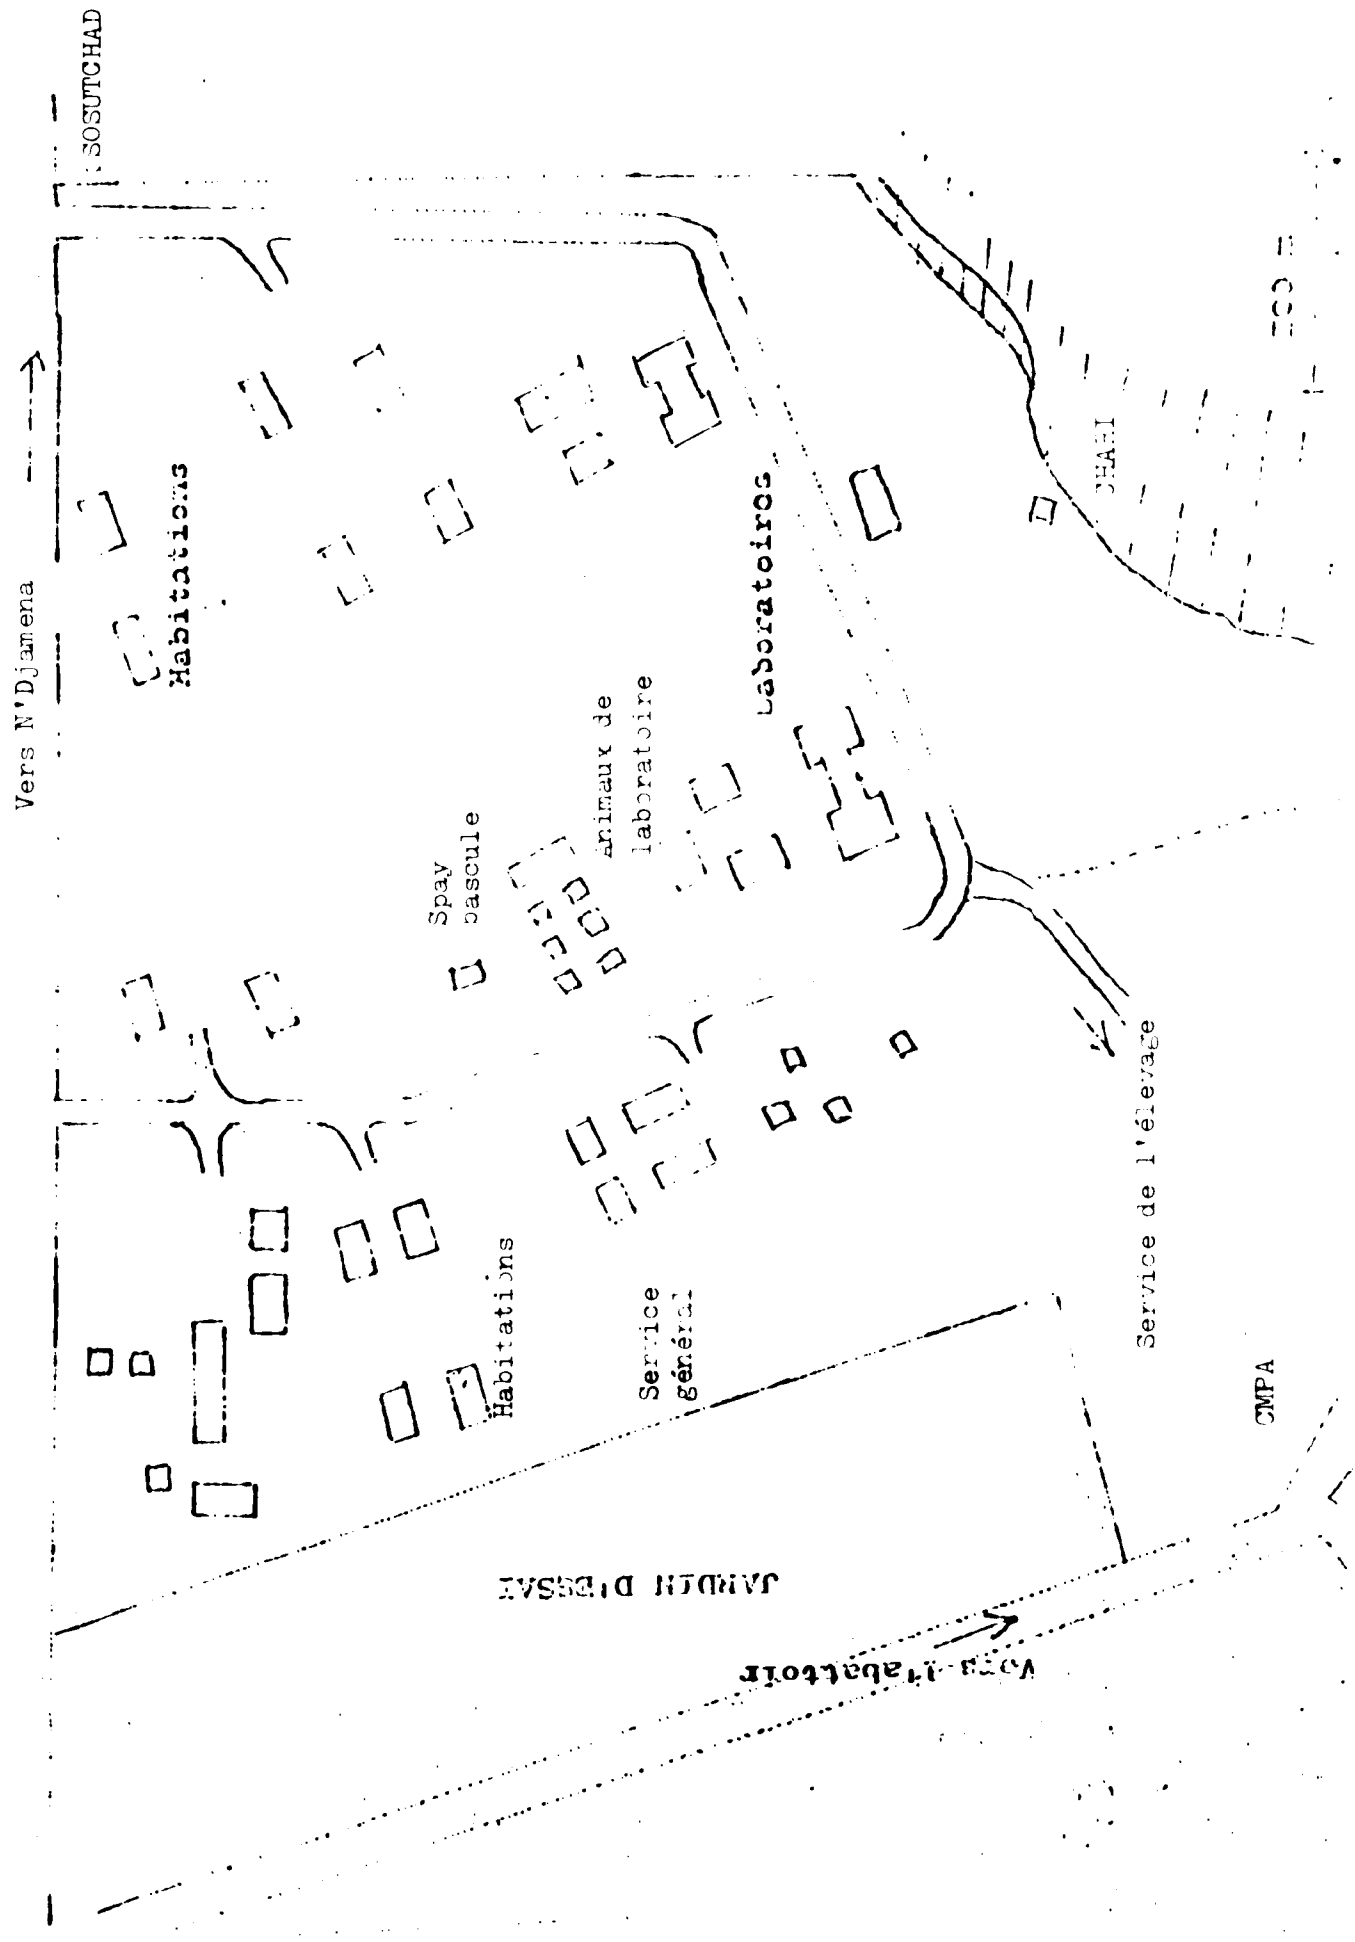 SOSUTCHAD
Vers N'Djamena
Habitations
Laboratoires
CHARI
Animaux de
laboratoire
Spay
bascule
Habitations
Service
général
Service de l'élevage
CMPA
JARDIN D'ESSAI
Vers l'abattoir